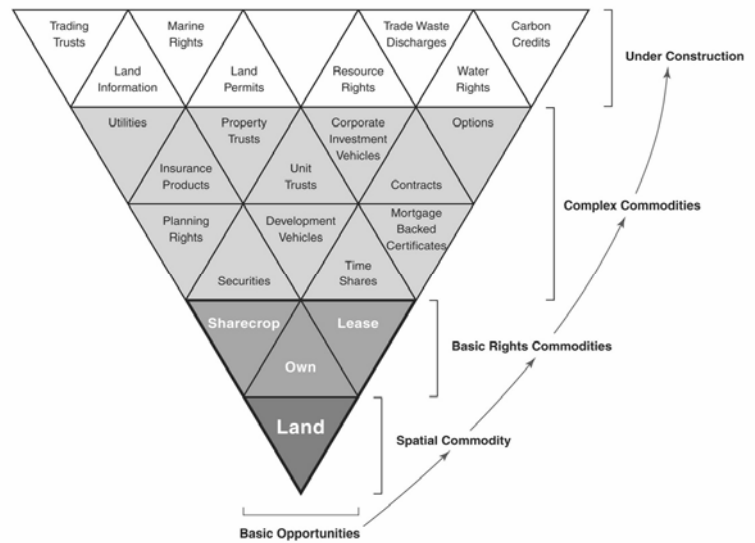 Trading
Trusts
Marine
Rights
Trade Waste
Discharges
Carbon
Credits
Under Construction
Land
Information
Land
Permits
Resource
Rights
Water
Rights
Utilities
Property
Trusts
Corporate
Investment
Vehicles
Options
Insurance
Products
Unit
Trusts
Contracts
Complex Commodities
Planning
Rights
Development
Vehicles
Mortgage
Backed
Certificates
Securities
Time
Shares
Sharecrop
Lease
Basic Rights Commodities
Own
Land
Spatial Commodity
Basic Opportunities